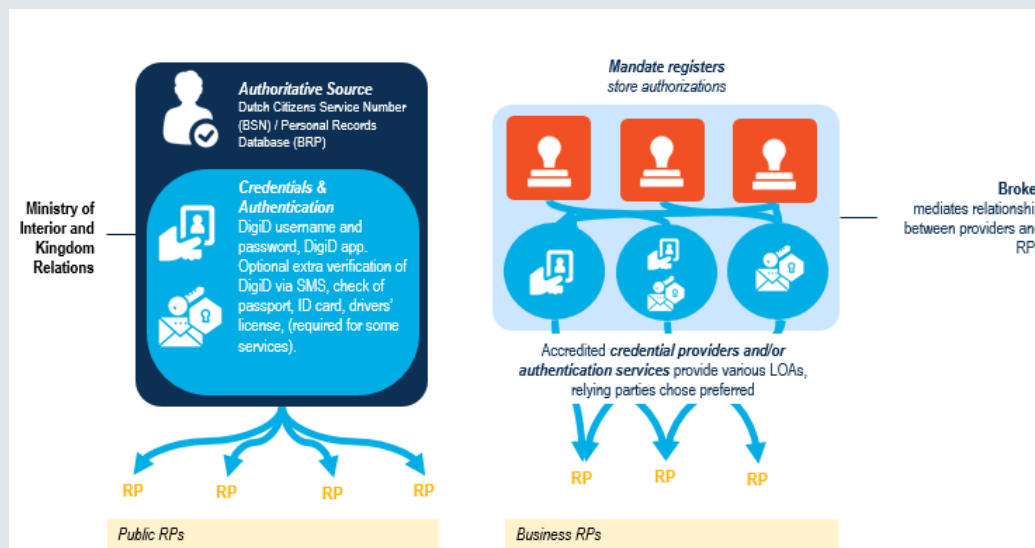 Authoritative Source
Dutch Citizens Service Number
(BSN) / Personal Records
Database (BRP)
Credentials &
Authentication
DigiD username and
password, DigiD app.
Optional extra verification of
DigiD via SMS, check of
passport, ID card, drivers'
license, (required for some
services).
Ministry of
Interior and
Kingdom
Relations
RP
RP
RP
RP
Public RPs
Mandate registers
store authorizations
Accredited credential providers and/or
authentication services provide various LOAs,
relying parties chose preferred
RP
RP
RP
Business RPs
Broke
mediates relationshi
between providers an
RP